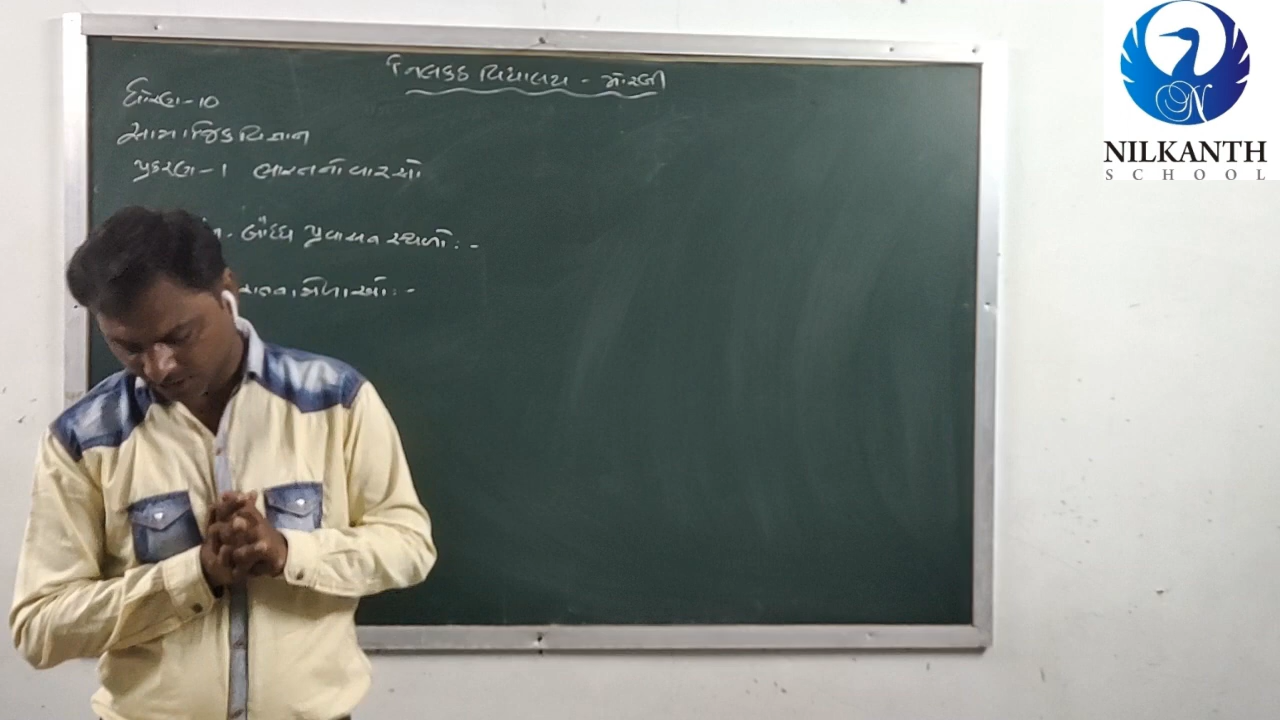 નિલકંઠ વિધાલય - મોરબી
ધોરણ - 10
સામાજિક વિજ્ઞાન
પ્રકરણ - 1 ભારતનો વારસો
બૌધ્ધ પ્રવાસન સ્થળો : -
મેળાઓ : -
NILKANTH
SCHOOL